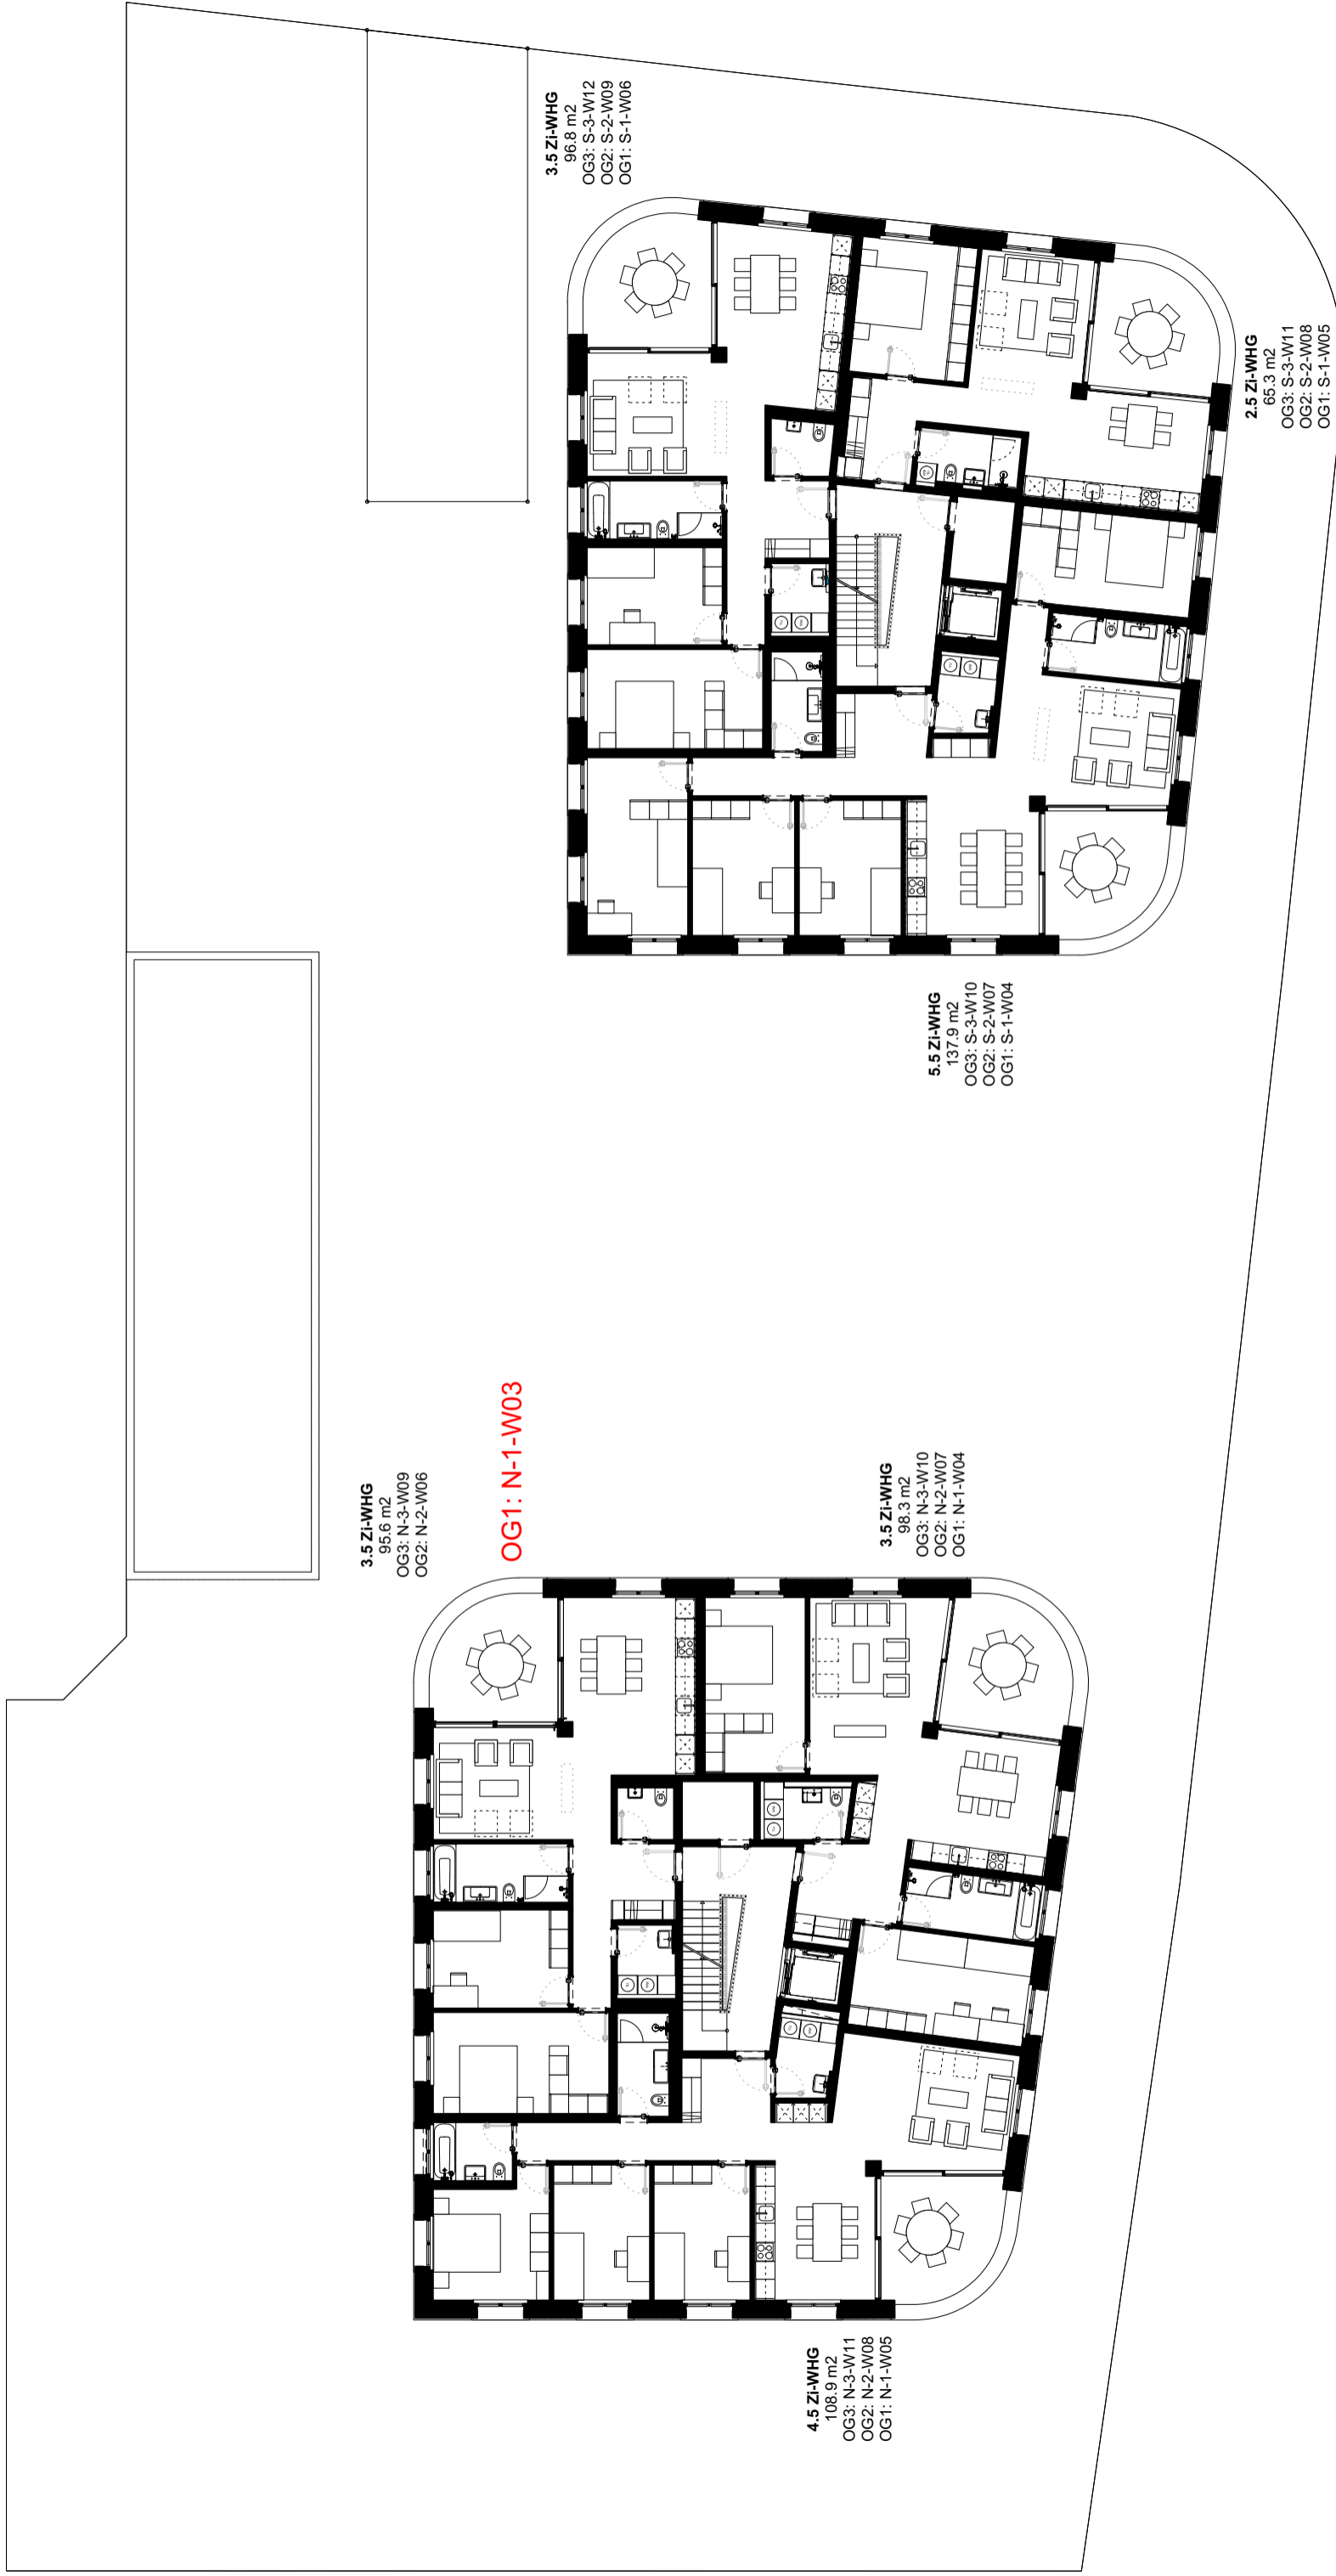 3.5 Zi-WHG
96.8 m2
OG3: S-3-W12
OG2: S-2-W09
OG1: S-1-W06
2.5 Zi-WHG
65.3 m2
OG3: S-3-W11
OG2: S-2-W08
OG1: S-1-W05
5.5 Zi-WHG
137.9 m2
OG3: S-3-W10
OG2: S-2-W07
OG1: S-1-W04
3.5 Zi-WHG
95.6 m2
OG3: N-3-W09
OG2: N-2-W06
OG1: N-1-W03
3.5 Zi-WHG
98.3 m2
OG3: N-3-W10
OG2: N-2-W07
OG1: N-1-W04
4.5 Zi-WHG
108.9 m2
OG3: N-3-W11
OG2: N-2-W08
OG1: N-1-W05